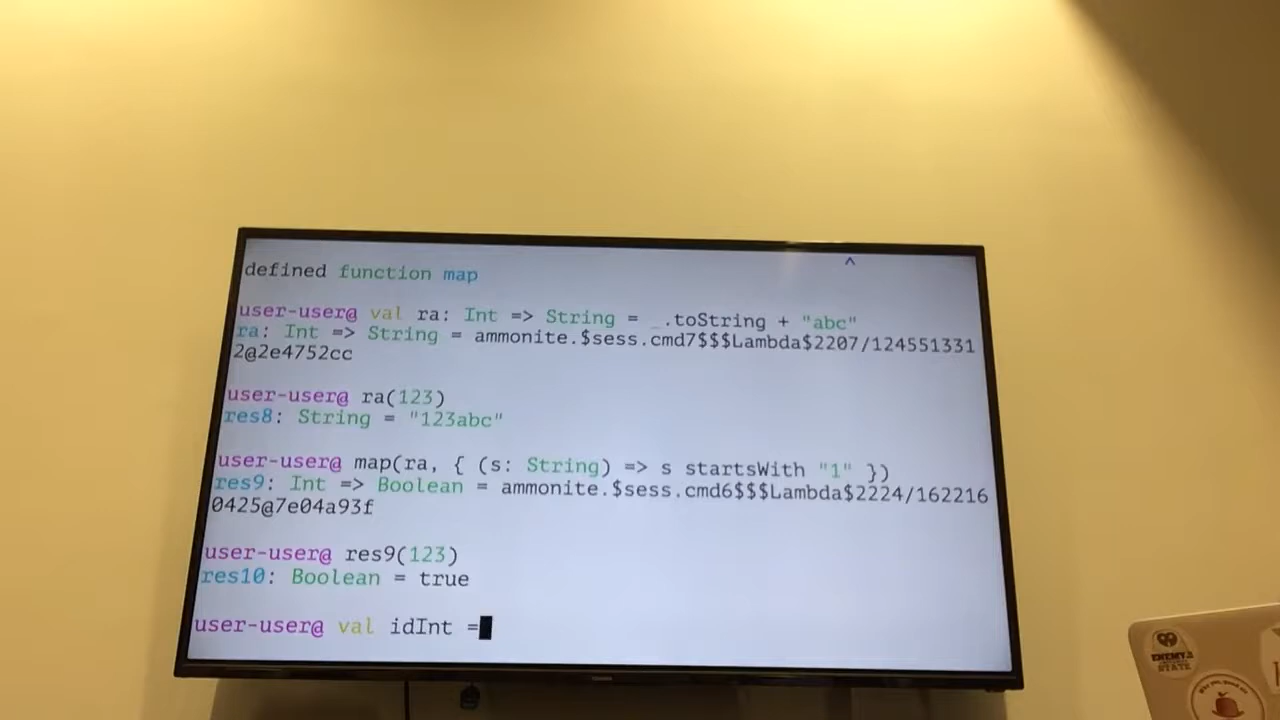 ^
defined function map
user-user@ val ra: Int => String = _.toString + "abc"
ra: Int => String = ammonite.$sess.cmd7$$$Lambda$2207/124551331
2@2e4752cc
user-user@ ra(123)
res8: String = "123abc"
user-user@ map(ra, { (s: String) => s startsWith "1" })
res9: Int => Boolean = ammonite.$sess.cmd6$$$Lambda$2224/162216
0425@7e04a93f
user-user@ res9(123)
res10: Boolean = true
user-user@ val idInt =
ENEMY
STATE